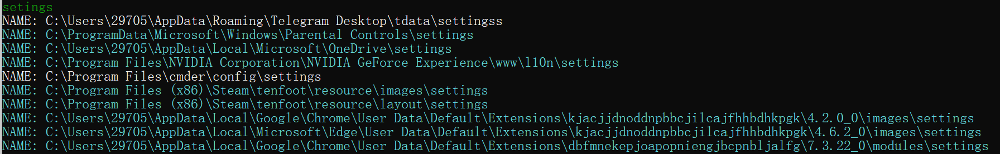 setings
NAME: C:\Users\29705\AppData\Roaming\Telegram Desktop\tdata\settingss
NAME: C:\ProgramData\Microsoft\Windows\Parental Controls\settings
NAME: C:\Users\29705\AppData\Local\Microsoft\OneDrive\settings
NAME: C:\Program Files\NVIDIA Corporation\NVIDIA GeForce Experience\www\l10n\settings
NAME: C:\Program Files\cmder\config\settings
NAME: C:\Program Files (x86)\Steam\tenfoot\resource\images\settings
NAME: C:\Program Files (x86)\Steam\tenfoot\resource\layout\settings
NAME: C:\Users\29705\AppData\Local\Google\Chrome\User Data\Default\Extensions\kjacjjdnoddnpbbcjilcajfhhbdhkpgk\4.2.0_0\images\settings
NAME: C:\Users\29705\AppData\Local\Microsoft\Edge\User Data\Default\Extensions\kjacjjdnoddnpbbcjilcajfhhbdhkpgk\4.6.2_0\images\settings
NAME: C:\Users\29705\AppData\Local\Google\Chrome\User Data\Default\Extensions\dbfmnekepjoapopniengjbcpnbljalfg\7.3.22_0\modules\settings